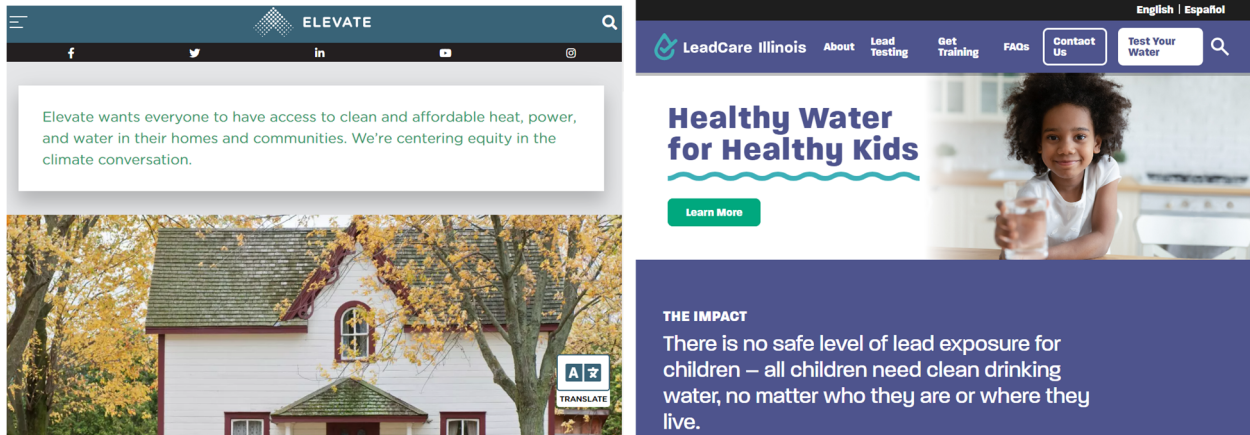 ELEVATE
Elevate wants everyone to have access to clean and affordable heat, power,
and water in their homes and communities. We’re centering equity in the
climate conversation.
A
TRANSLATE
English | Español
LeadCare Illinois
About
Lead
Testing
Get
Training
FAQs
Contact
Us
Test Your
Water
Healthy Water
for Healthy Kids
Learn More
THE IMPACT
There is no safe level of lead exposure for
children – all children need clean drinking
water, no matter who they are or where they
live.